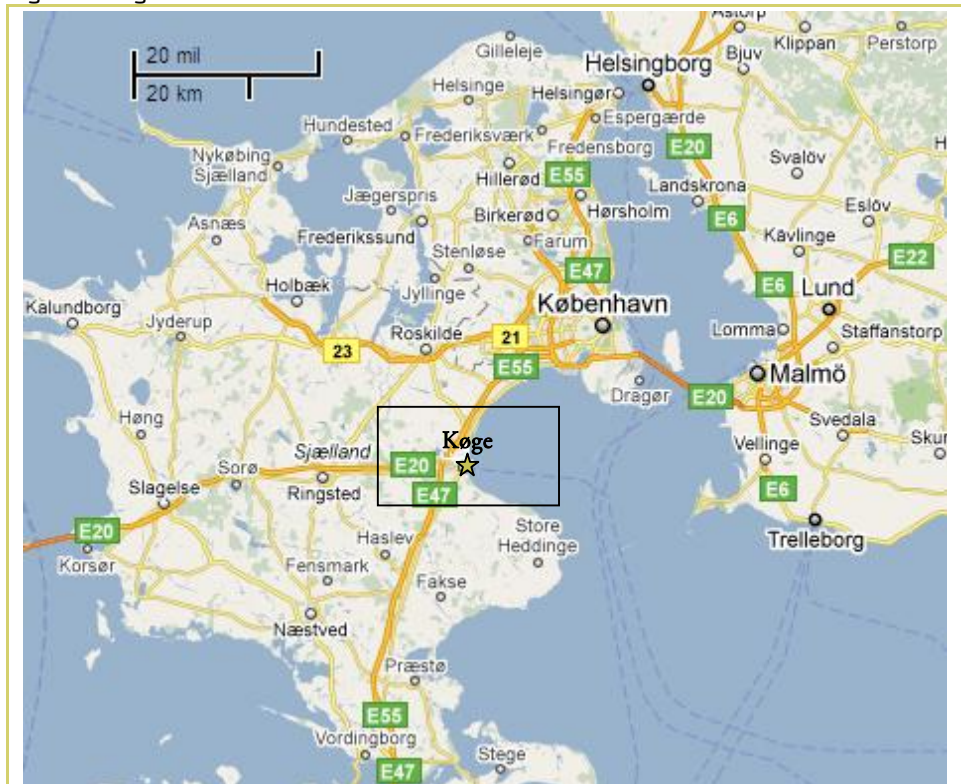 20 mil
20 km
Gilleleje
Åstorp
Klippan
Perstorp
Bjuv
Helsingborg
Helsinge
Helsingør
Espergærde
Hundested
Frederiksværk
Fredensborg
E20
H
Nykøbing
Sjælland
Hillerød
E55
Svalöv
Jægerspris
Landskrona
Birkerød
Hørsholm
E6
Eslöv
Asnæs
Frederikssund
Farum
Stenløse
Kävlinge
E22
E47
E6
Holbæk
Jyllinge
København
Lund
Kalundborg
Jyderup
Roskilde
21
Lomma
Staffanstorp
23
E55
Malmö
Dragør
E20
Høng
Svedala
Køge
Vellinge
Skur
Sjælland
E20
Sorø
Ringsted
Slagelse
E47
E6
E20
Store
Heddinge
Trelleborg
Korsør
Haslev
Fensmark
Fakse
Næstved
Præstø
E55
Vordingborg
Stege
E47